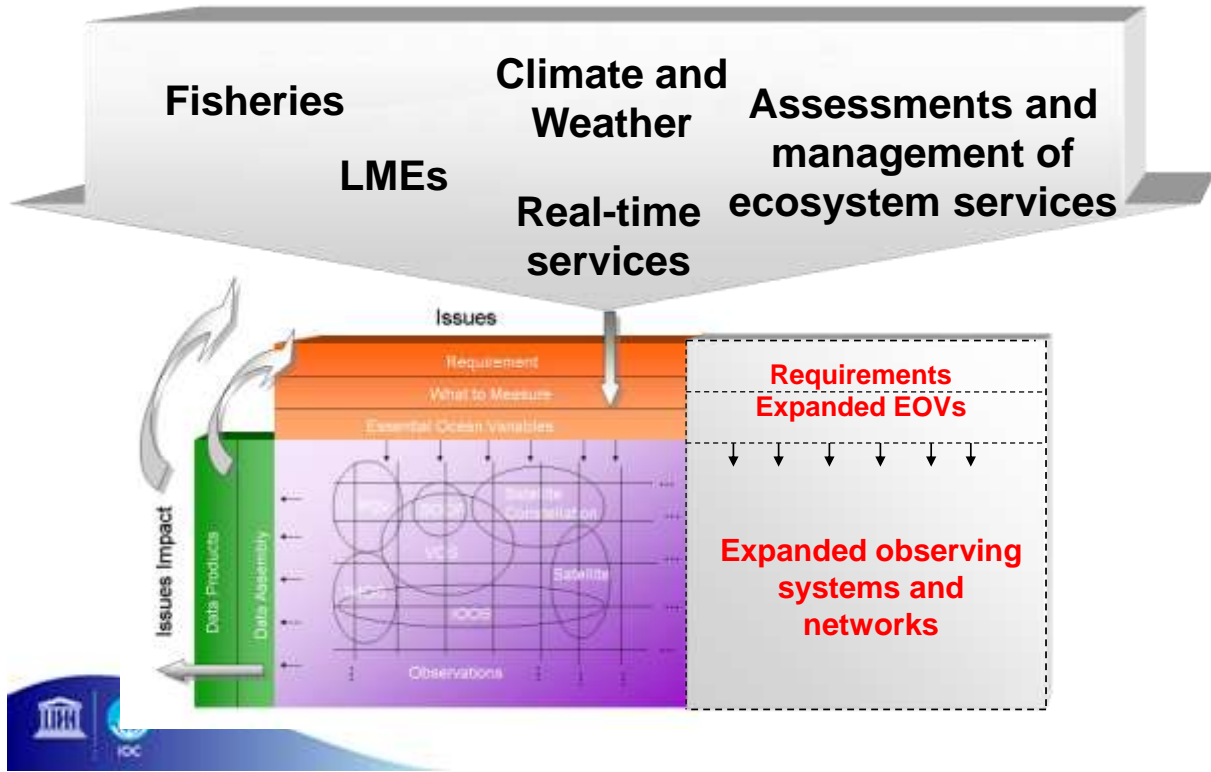 Fisheries
Climate and
Weather
Assessments and
management of
ecosystem services
LMEs
Real-time
services
Issues
Requirement
What to Measure
Essential Ocean Variables
Requirements
Expanded EOVs
Satellite
Constellation
Satellite
IOOS
Observations
Data Assembly
Data Products
Issues Impact
Expanded observing
systems and
networks
IOC